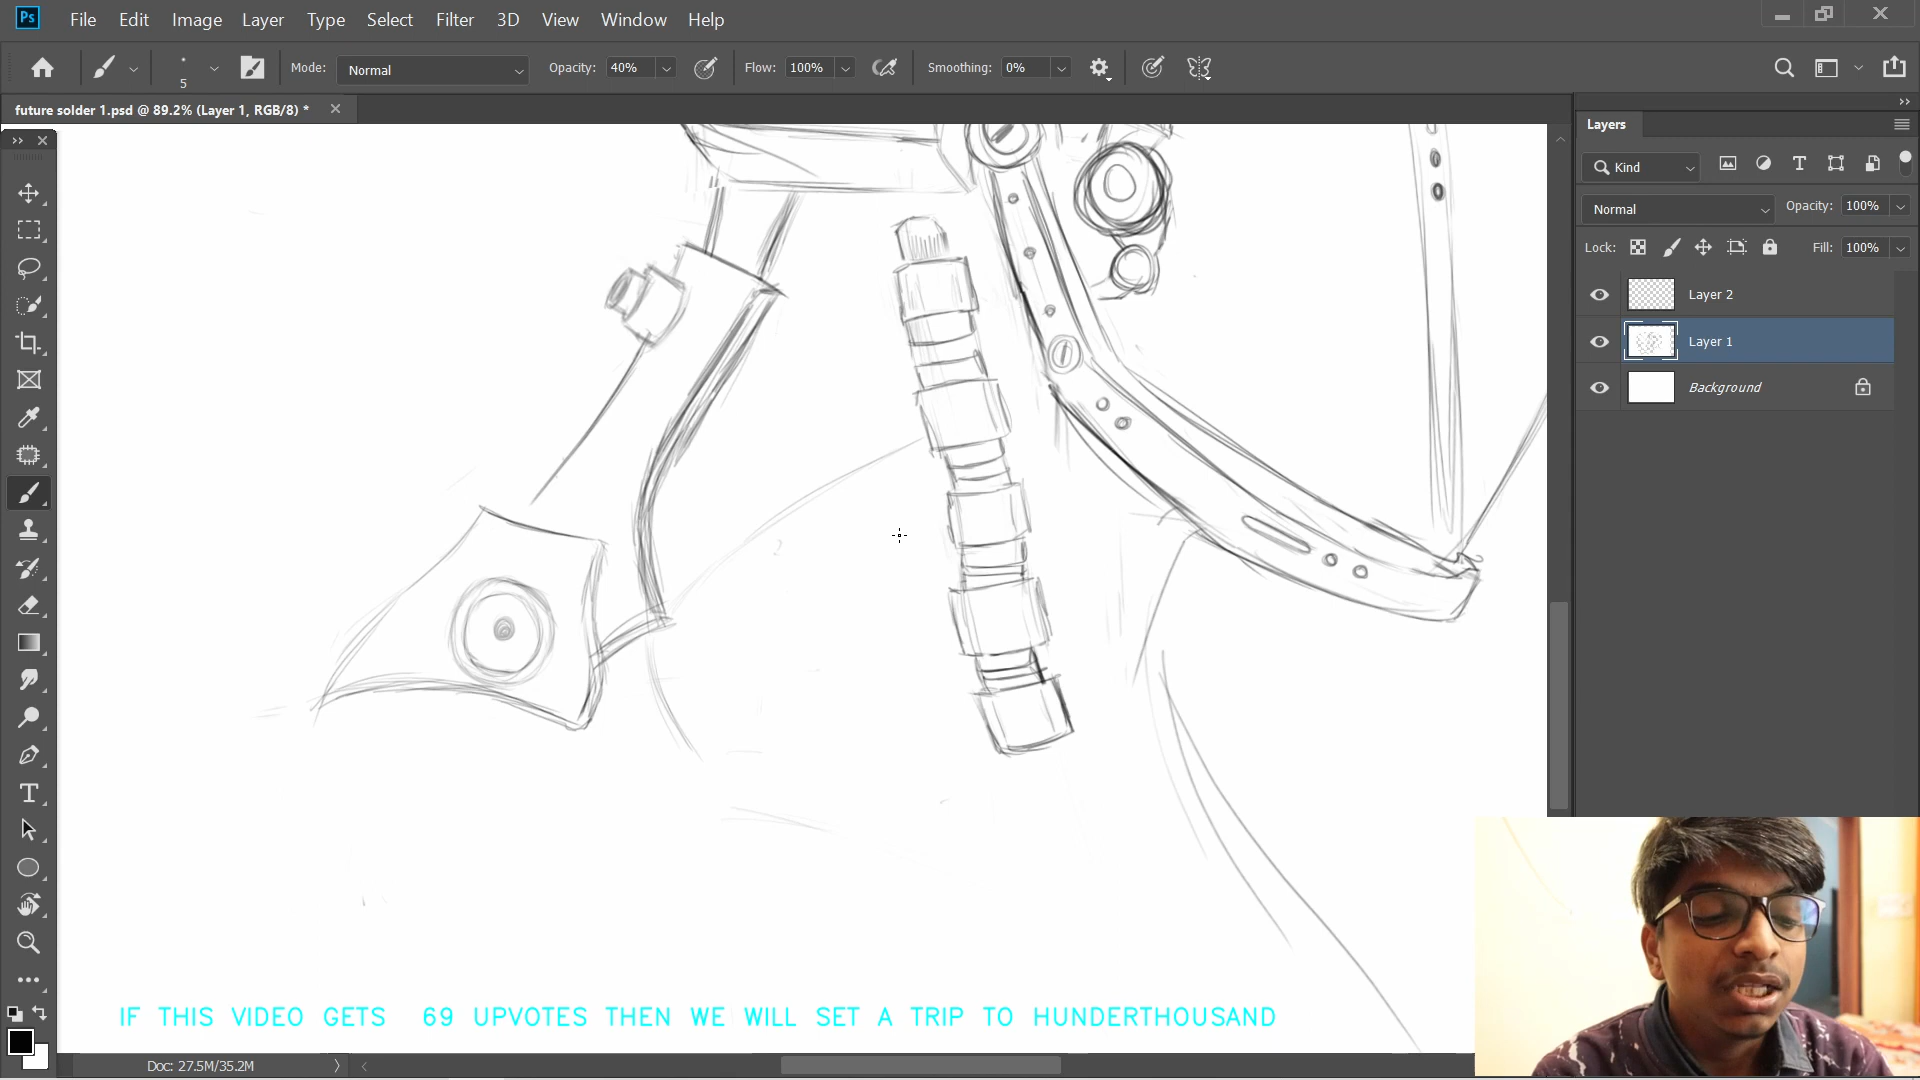 Ps File Edit Image Layer Type Select Filter 3D View Window Help
5 Mode: Normal Opacity: 40% Flow: 100% Smoothing: 0%
future solder 1.psd @ 89.2% (Layer 1, RGB/8) *
Layers
Kind
Normal Opacity: 100%
Lock: Fill: 100%
Layer 2
Layer 1
Background
IF THIS VIDEO GETS 69 UPVOTES THEN WE WILL SET A TRIP TO HUNDERTHOUSAND
Doc: 27.5M/35.2M